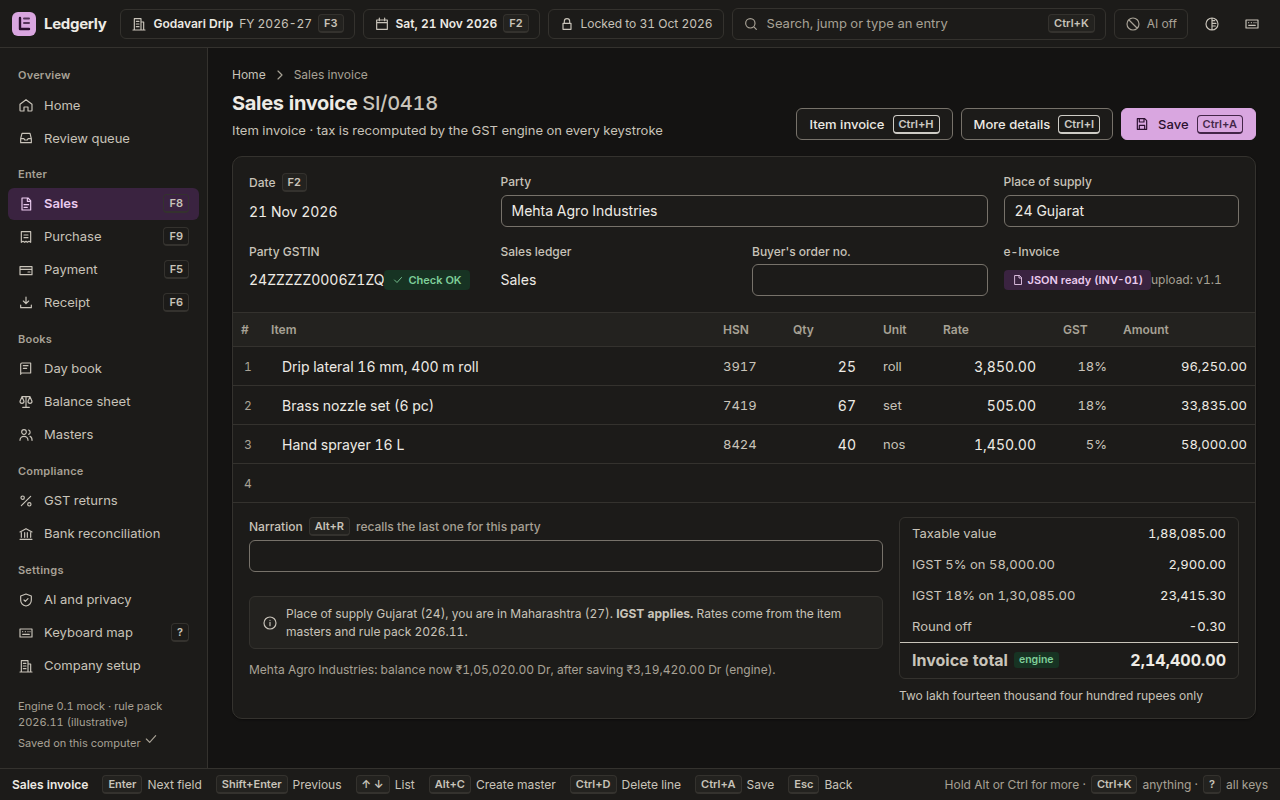 Ledgerly
Godavari Drip FY 2026-27 F3
Sat, 21 Nov 2026 F2
Locked to 31 Oct 2026
Search, jump or type an entry Ctrl+K
AI off
Overview
Home
Review queue
Enter
Sales F8
Purchase F9
Payment F5
Receipt F6
Books
Day book
Balance sheet
Masters
Compliance
GST returns
Bank reconciliation
Settings
AI and privacy
Keyboard map ?
Company setup
Engine 0.1 mock · rule pack
2026.11 (illustrative)
Saved on this computer
Home > Sales invoice
Sales invoice SI/0418
Item invoice · tax is recomputed by the GST engine on every keystroke
Item invoice Ctrl+H
More details Ctrl+I
Save Ctrl+A
Date F2 Party Place of supply
21 Nov 2026 Mehta Agro Industries 24 Gujarat
Party GSTIN Sales ledger Buyer's order no. e-Invoice
24ZZZZZ0006Z1ZQ Check OK Sales JSON ready (INV-01) upload: v1.1
# Item HSN Qty Unit Rate GST Amount
1 Drip lateral 16 mm, 400 m roll 3917 25 roll 3,850.00 18% 96,250.00
2 Brass nozzle set (6 pc) 7419 67 set 505.00 18% 33,835.00
3 Hand sprayer 16 L 8424 40 nos 1,450.00 5% 58,000.00
4
Narration Alt+R recalls the last one for this party
Place of supply Gujarat (24), you are in Maharashtra (27). IGST applies. Rates come from the item
masters and rule pack 2026.11.
Mehta Agro Industries: balance now ₹1,05,020.00 Dr, after saving ₹3,19,420.00 Dr (engine).
Taxable value 1,88,085.00
IGST 5% on 58,000.00 2,900.00
IGST 18% on 1,30,085.00 23,415.30
Round off -0.30
Invoice total engine 2,14,400.00
Two lakh fourteen thousand four hundred rupees only
Sales invoice Enter Next field Shift+Enter Previous ↑↓ List Alt+C Create master Ctrl+D Delete line Ctrl+A Save Esc Back Hold Alt or Ctrl for more · Ctrl+K anything · ? all keys